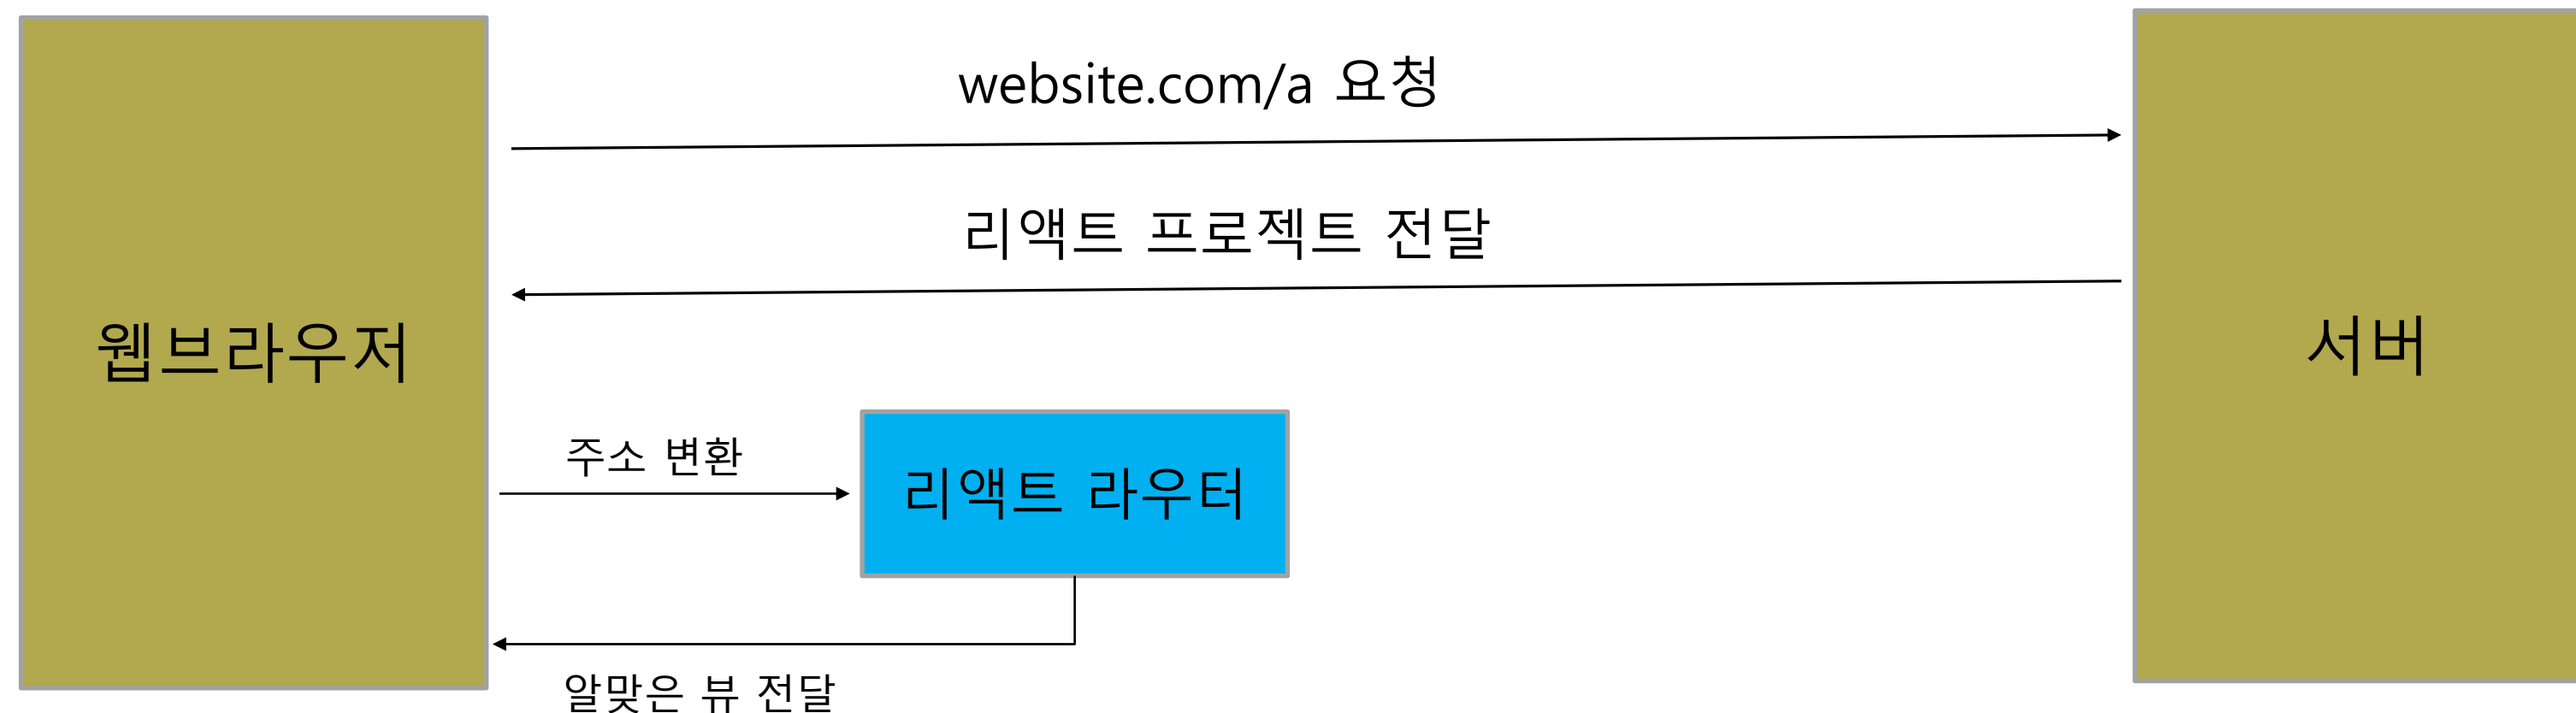 website.com/a 요청
리액트 프로젝트 전달
웹브라우저
서버
주소 변환
리액트 라우터
알맞은 뷰 전달